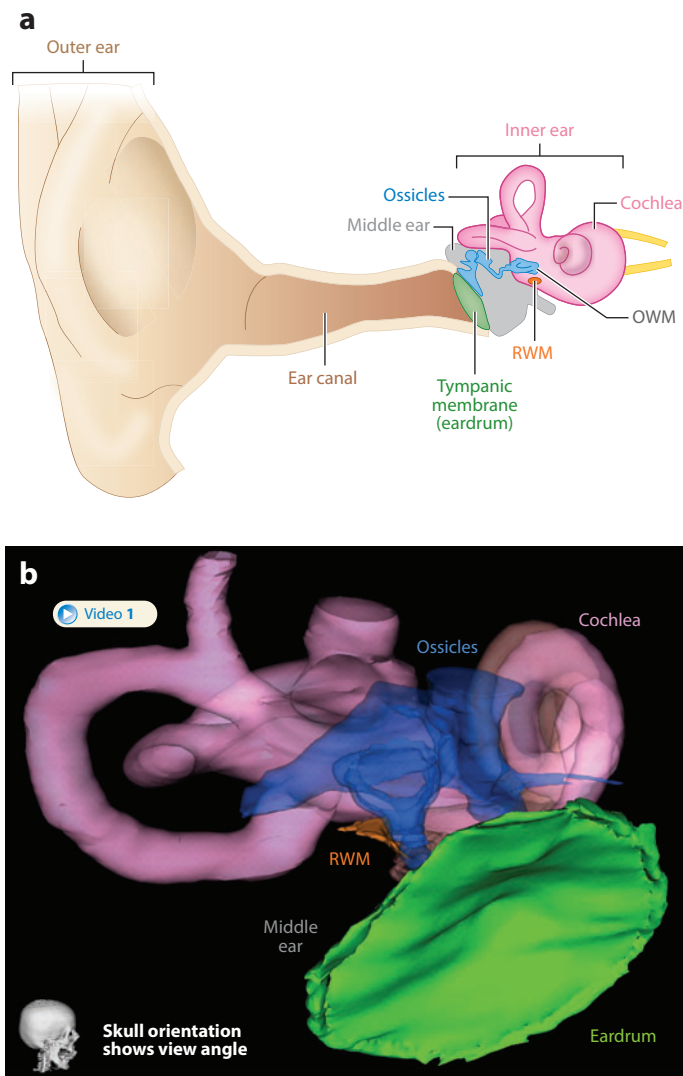 a
Outer ear
Inner ear
Ossicles
Cochlea
Middle ear
OWM
RWM
Ear canal
Tympanic
membrane
(eardrum)
b
Video 1
Cochlea
Ossicles
RWM
Middle
ear
Skull orientation
shows view angle
Eardrum